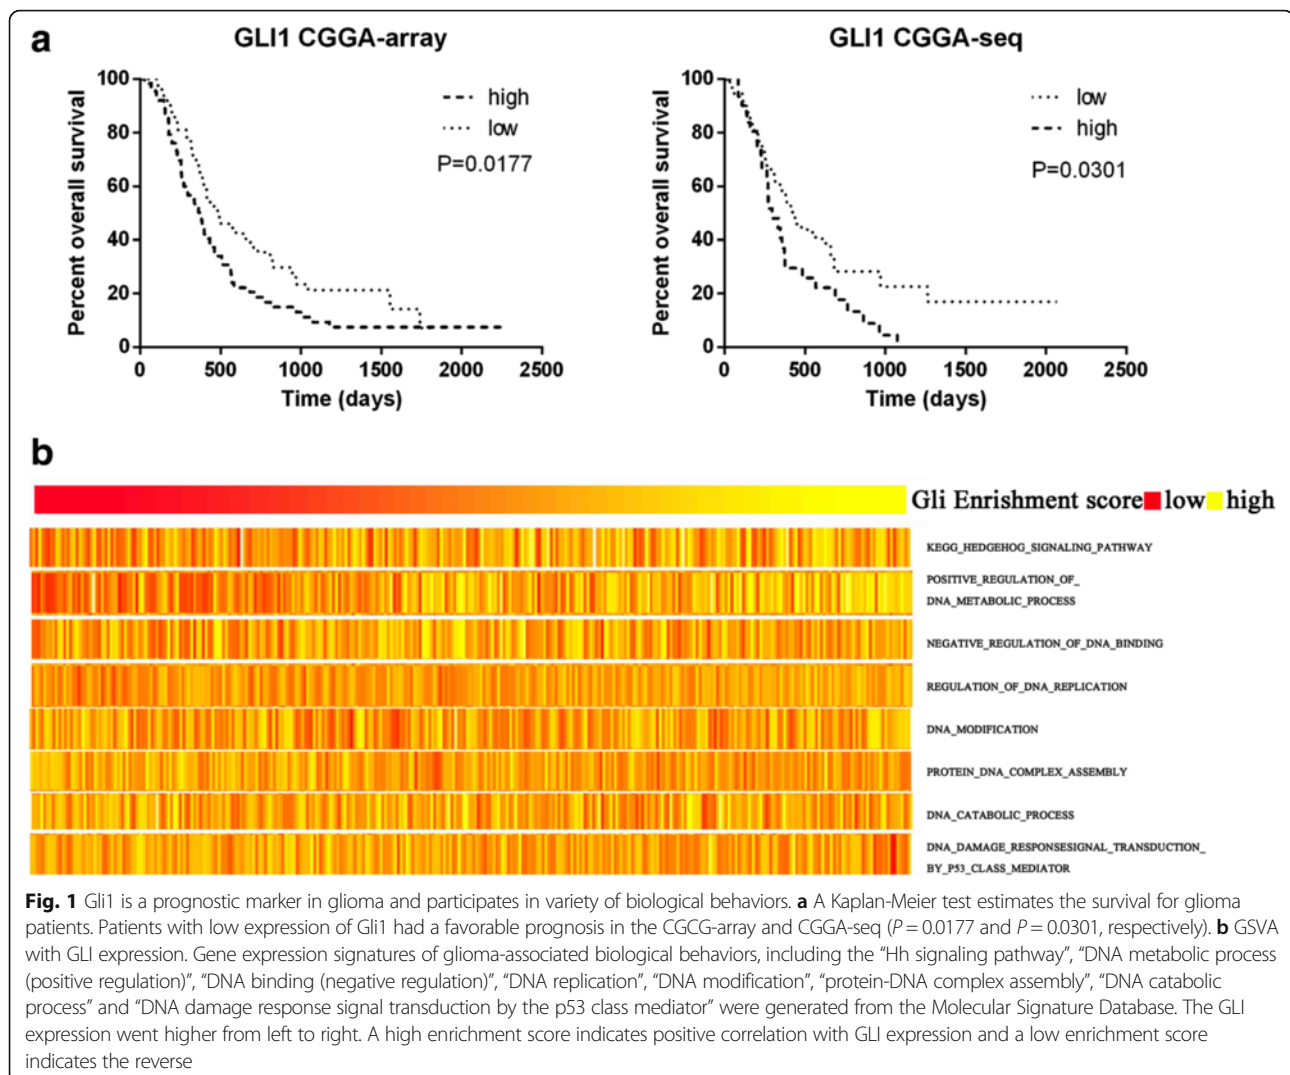 a
GLI1 CGGA-array
GLI1 CGGA-seq
Percent overall survival
100
80
60
40
20
0
high
low
P=0.0177
0 500 1000 1500 2000 2500
Time (days)
Percent overall survival
100
80
60
40
20
0
low
high
P=0.0301
0 500 1000 1500 2000 2500
Time (days)
b
Gli Enrishment score low high
KEGG_HEDGEHOG_SIGNALING_PATHWAY
POSITIVE_REGULATION_OF_
DNA_METABOLIC_PROCESS
NEGATIVE_REGULATION_OF_DNA_BINDING
REGULATION_OF_DNA_REPLICATION
DNA_MODIFICATION
PROTEIN_DNA_COMPLEX_ASSEMBLY
DNA_CATABOLIC_PROCESS
DNA_DAMAGE_RESPONSESIGNAL_TRANSDUCTION_
BY_P53_CLASS_MEDIATOR
Fig. 1 Gli1 is a prognostic marker in glioma and participates in variety of biological behaviors. a A Kaplan-Meier test estimates the survival for glioma
patients. Patients with low expression of Gli1 had a favorable prognosis in the CGCG-array and CGGA-seq (P = 0.0177 and P = 0.0301, respectively). b GSVA
with GLI expression. Gene expression signatures of glioma-associated biological behaviors, including the “Hh signaling pathway”, “DNA metabolic process
(positive regulation)”, “DNA binding (negative regulation)”, “DNA replication”, “DNA modification”, “protein-DNA complex assembly”, “DNA catabolic
process” and “DNA damage response signal transduction by the p53 class mediator” were generated from the Molecular Signature Database. The GLI
expression went higher from left to right. A high enrichment score indicates positive correlation with GLI expression and a low enrichment score
indicates the reverse